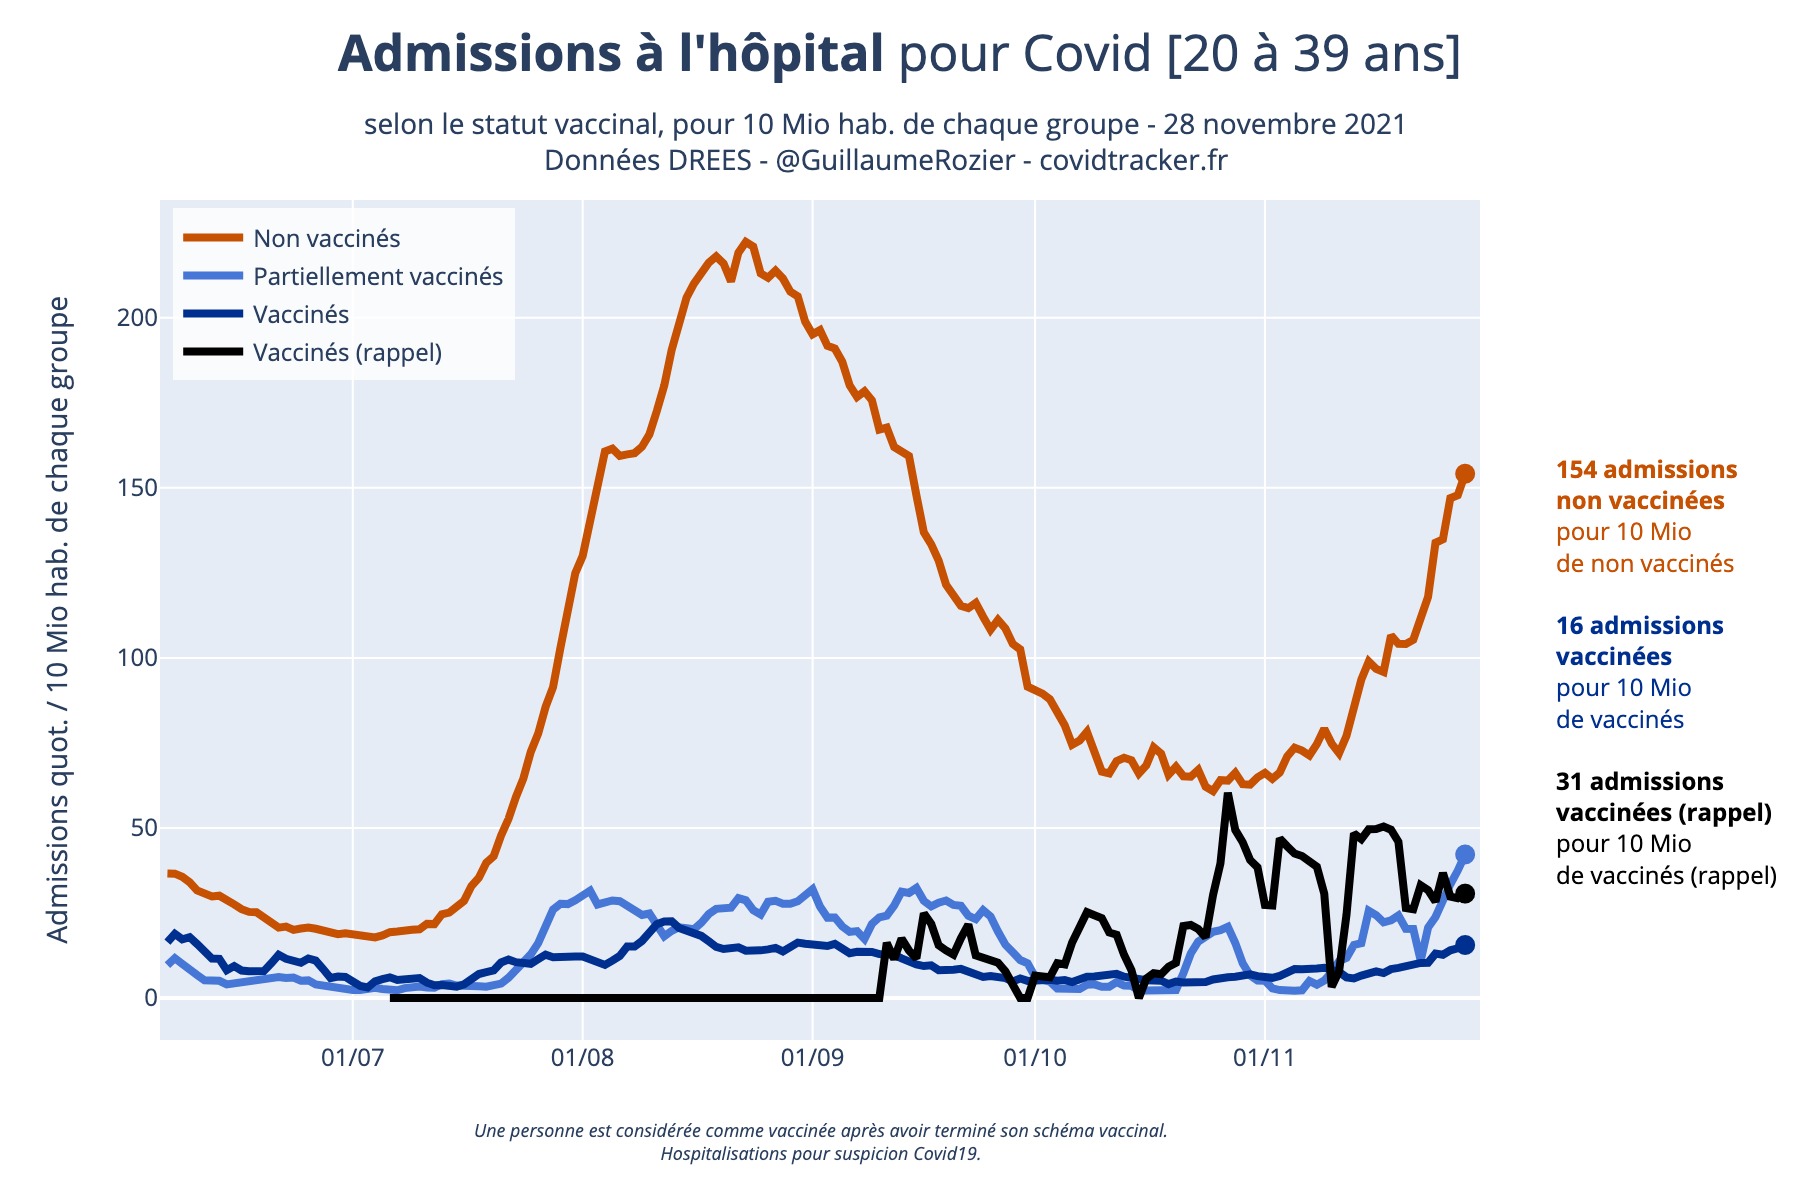 Admissions à l'hôpital pour Covid [20 à 39 ans]
selon le statut vaccinal, pour 10 Mio hab. de chaque groupe - 28 novembre 2021
Données DREES - @GuillaumeRozier - covidtracker.fr
Non vaccinés
Partiellement vaccinés
Vaccinés
Vaccinés (rappel)
Admissions quot. / 10 Mio hab. de chaque groupe
200
150
100
50
0
01/07
01/08
01/09
01/10
01/11
154 admissions
non vaccinées
pour 10 Mio
de non vaccinés
16 admissions
vaccinées
pour 10 Mio
de vaccinés
31 admissions
vaccinées (rappel)
pour 10 Mio
de vaccinés (rappel)
Une personne est considérée comme vaccinée après avoir terminé son schéma vaccinal.
Hospitalisations pour suspicion Covid19.